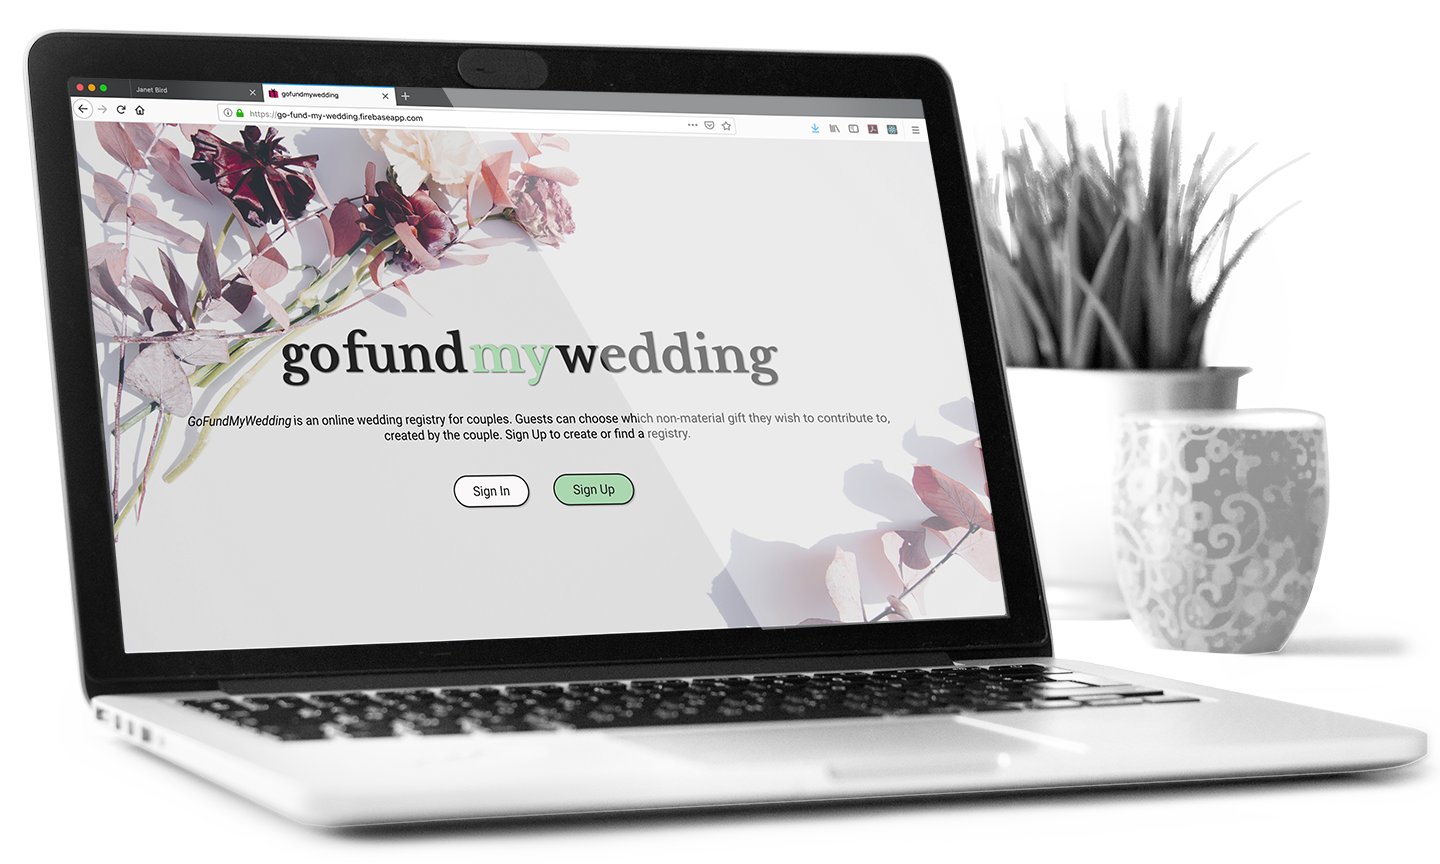 Janet Bird
gofundmywedding
https://go-fund-my-wedding.firebaseapp.com
gofundmywedding
GoFundMyWedding is an online wedding registry for couples. Guests can choose which non-material gift they wish to contribute to,
created by the couple. Sign Up to create or find a registry.
Sign In
Sign Up